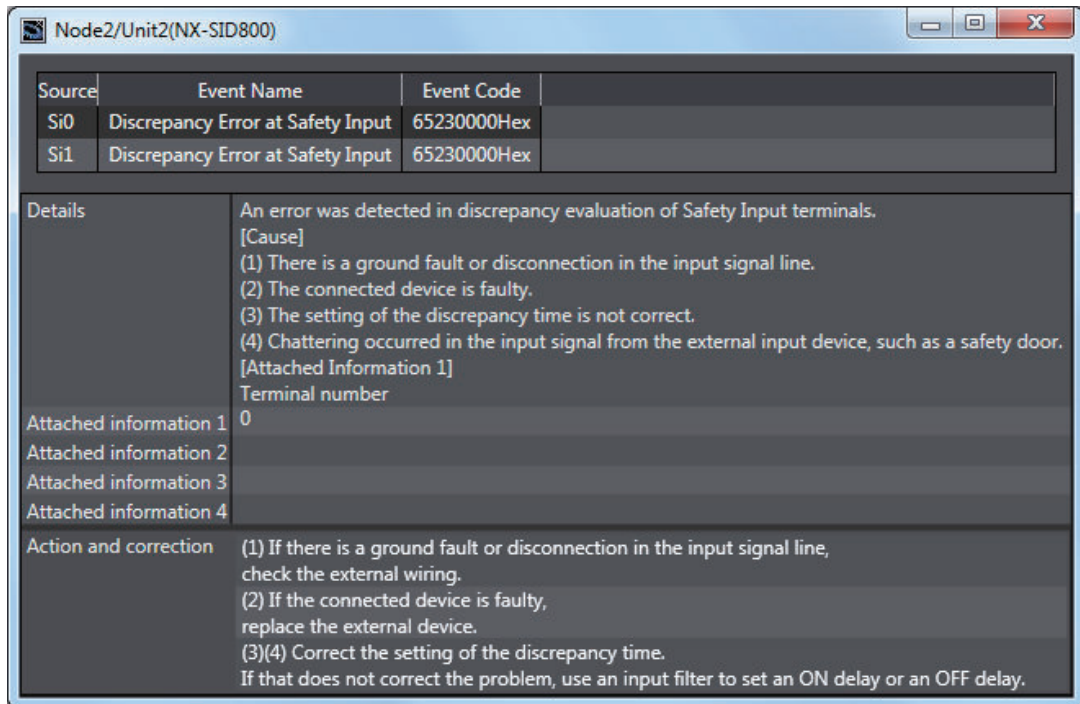 Node2/Unit2(NX-SID800)
Source Event Name Event Code
Si0 Discrepancy Error at Safety Input 65230000Hex
Si1 Discrepancy Error at Safety Input 65230000Hex
Details An error was detected in discrepancy evaluation of Safety Input terminals.
[Cause]
(1) There is a ground fault or disconnection in the input signal line.
(2) The connected device is faulty.
(3) The setting of the discrepancy time is not correct.
(4) Chattering occurred in the input signal from the external input device, such as a safety door.
[Attached Information 1]
Terminal number
Attached information 1 0
Attached information 2
Attached information 3
Attached information 4
Action and correction (1) If there is a ground fault or disconnection in the input signal line,
check the external wiring.
(2) If the connected device is faulty,
replace the external device.
(3)(4) Correct the setting of the discrepancy time.
If that does not correct the problem, use an input filter to set an ON delay or an OFF delay.